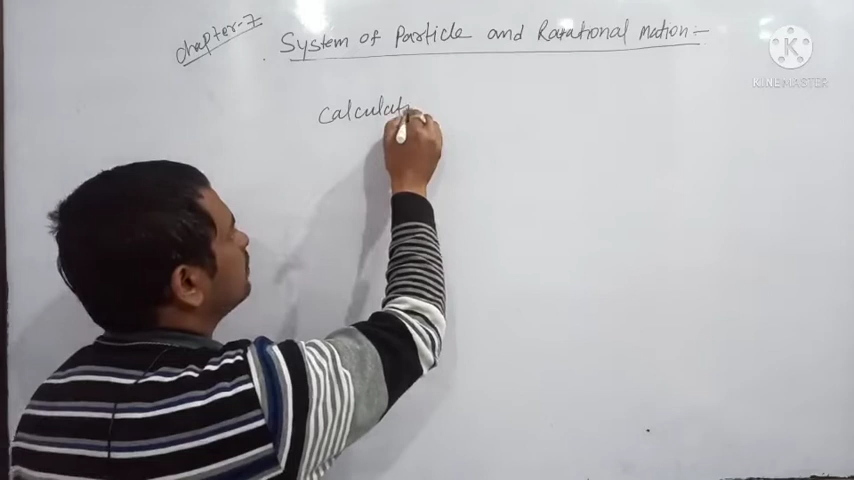 chapter-7
System of Particle and Rotational Motion :-
calculat
K
KINEMASTER